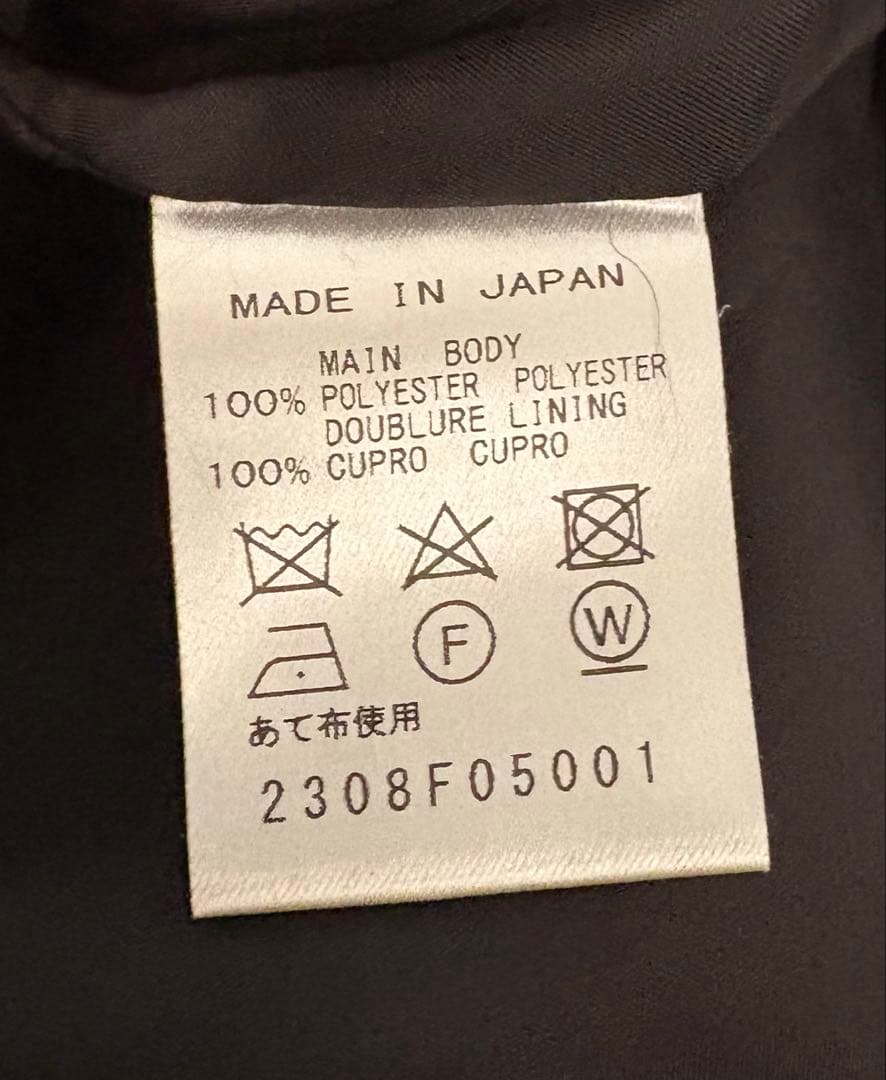 MADE IN JAPAN
MAIN BODY
100% POLYESTER POLYESTER
DOUBLURE LINING
100% CUPRO CUPRO
F W
あて布使用
2308F05001